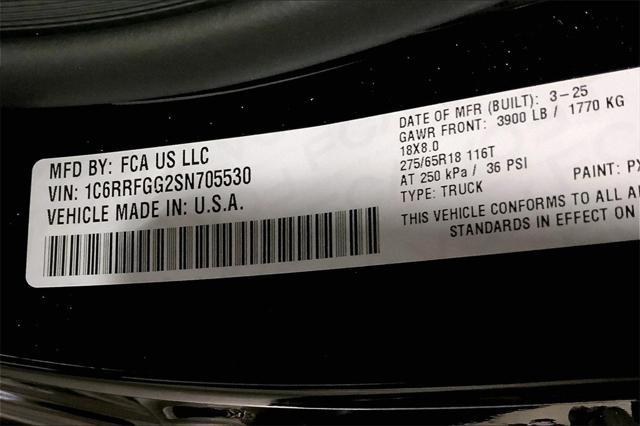 MFD BY: FCA US LLC
VIN: 1C6RRFGG2SN705530
VEHICLE MADE IN: U.S.A.
DATE OF MFR (BUILT): 3-25
GAWR FRONT: 3900 LB / 1770 KG
18X8.0
275/65R18 116T
AT 250 kPa / 36 PSI
TYPE: TRUCK
PAINT: PX
THIS VEHICLE CONFORMS TO ALL A
STANDARDS IN EFFECT ON